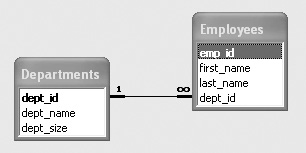 Departments
dept_id
dept_name
dept_size
1
∞
Employees
emp_id
first_name
last_name
dept_id